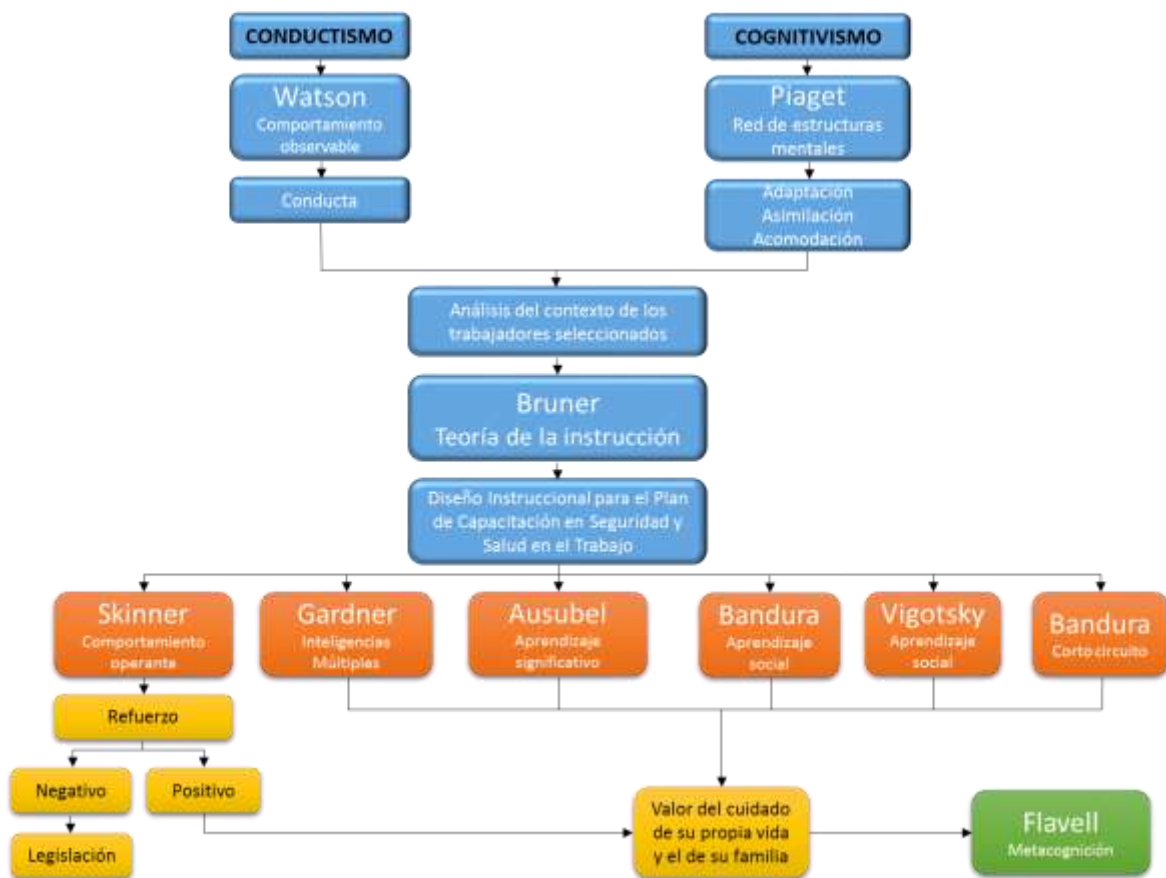 CONDUCTISMO
COGNITIVISMO
Watson
Comportamiento
observable
Piaget
Red de estructuras
mentales
Conducta
Adaptación
Asimilación
Acomodación
Análisis del contexto de los
trabajadores seleccionados
Bruner
Teoría de la instrucción
Diseño Instruccional para el Plan
de Capacitación en Seguridad y
Salud en el Trabajo
Skinner
Comportamiento
operante
Gardner
Inteligencias
Múltiples
Ausubel
Aprendizaje
significativo
Bandura
Aprendizaje
social
Vigotsky
Aprendizaje
social
Bandura
Corto circuito
Refuerzo
Negativo
Positivo
Legislación
Valor del cuidado
de su propia vida
y el de su familia
Flavell
Metacognición